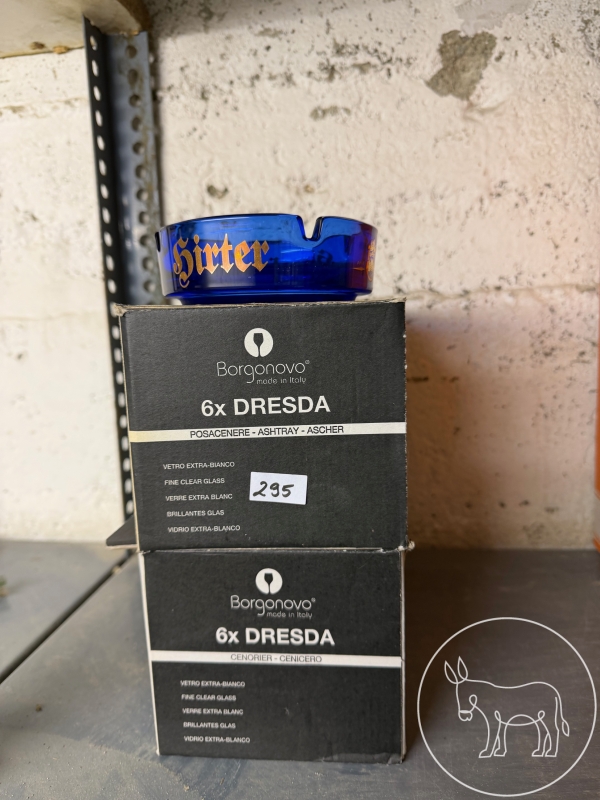 Hirter
Borgonovo®
made in Italy
6x DRESDA
POSACENERE - ASHTRAY - ASCHER
VETRO EXTRA-BIANCO
FINE CLEAR GLASS
VERRE EXTRA BLANC
BRILLANTES GLAS
VIDRIO EXTRA-BLANCO
295
Borgonovo®
made in Italy
6x DRESDA
CENDRIER - CENICERO
VETRO EXTRA-BIANCO
FINE CLEAR GLASS
VERRE EXTRA BLANC
BRILLANTES GLAS
VIDRIO EXTRA-BLANCO